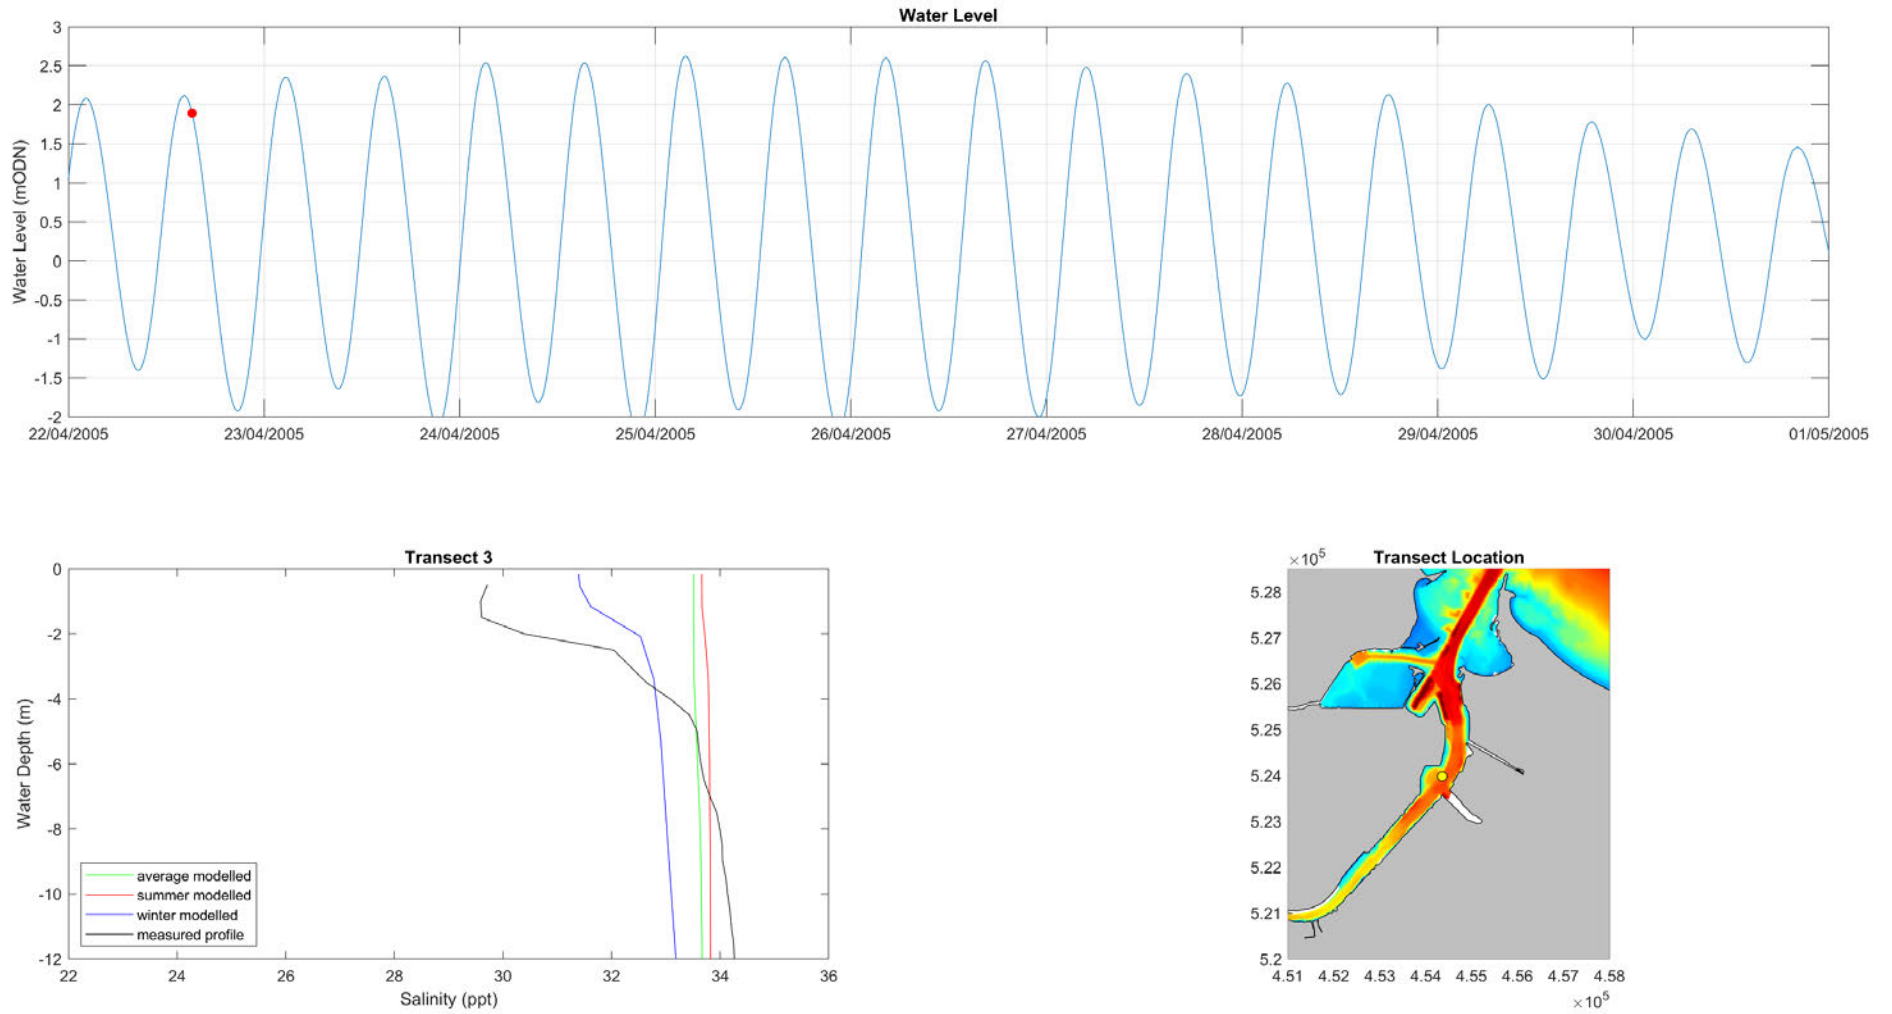 Water Level
3
2.5
2
1.5
1
0.5
0
-0.5
-1
-1.5
-2
Water Level (mODN)
22/04/2005 23/04/2005 24/04/2005 25/04/2005 26/04/2005 27/04/2005 28/04/2005 29/04/2005 30/04/2005 01/05/2005
Transect 3
0
-2
-4
-6
-8
-10
-12
Water Depth (m)
average modelled
summer modelled
winter modelled
measured profile
22 24 26 28 30 32 34 36
Salinity (ppt)
×10⁵ Transect Location
5.28
5.27
5.26
5.25
5.24
5.23
5.22
5.21
5.2
4.51 4.52 4.53 4.54 4.55 4.56 4.57 4.58
×10⁵